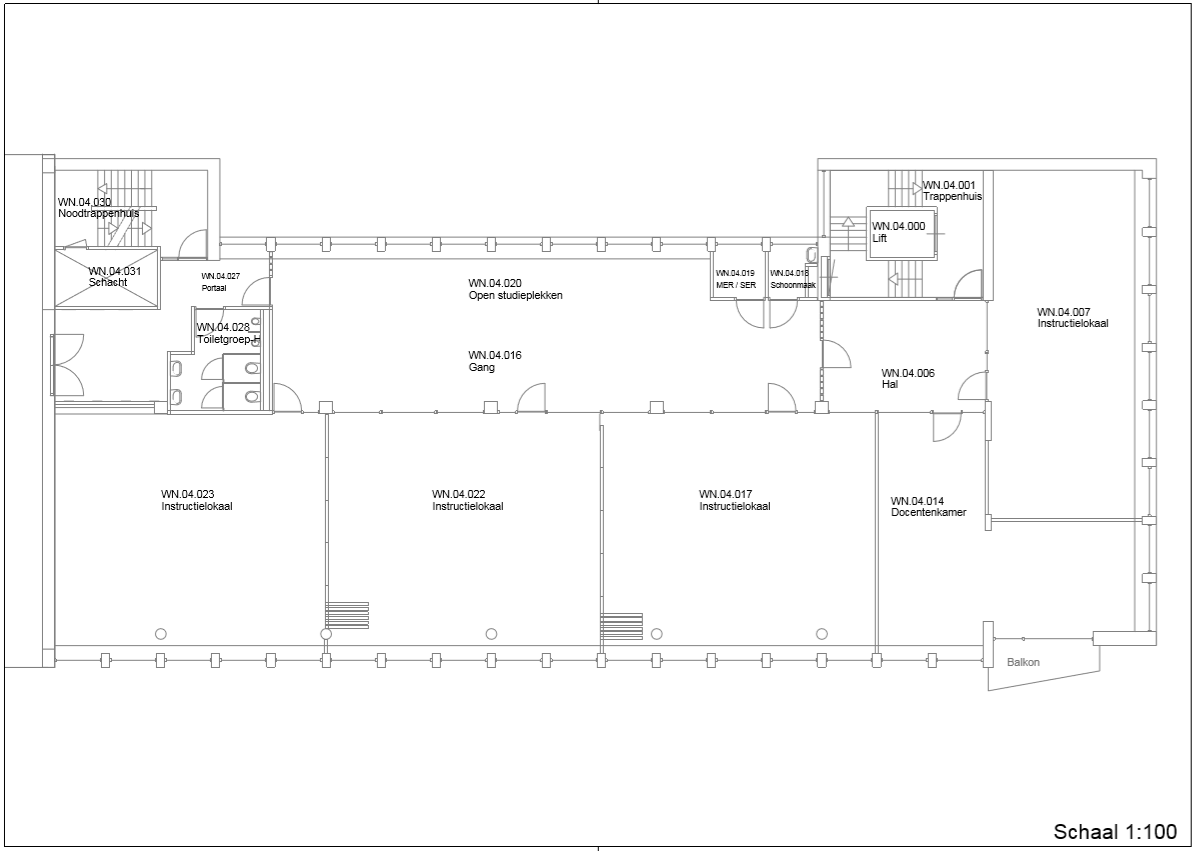 WN.04.030
Noodtrappenhuis
WN.04.001
Trappenhuis
WN.04.000
Lift
WN.04.031
Schacht
WN.04.027
Portaal
WN.04.020
Open studieplekken
WN.04.019
MER / SER
WN.04.018
Schoonmaak
WN.04.007
Instructielokaal
WN.04.028
Toiletgroep H
WN.04.016
Gang
WN.04.006
Hal
WN.04.023
Instructielokaal
WN.04.022
Instructielokaal
WN.04.017
Instructielokaal
WN.04.014
Docentenkamer
Balkon
Schaal 1:100